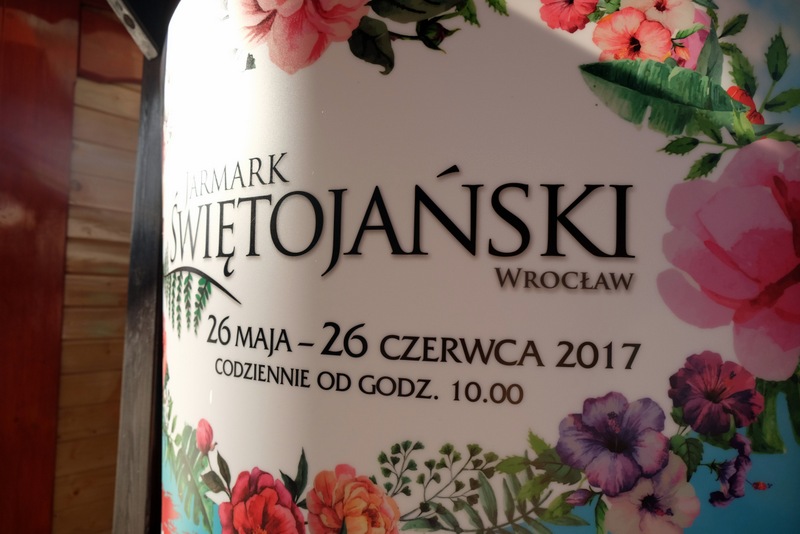 JARMARK
ŚWIĘTOJAŃSKI
WROCŁAW
26 MAJA – 26 CZERWCA 2017
CODZIENNIE OD GODZ. 10.00